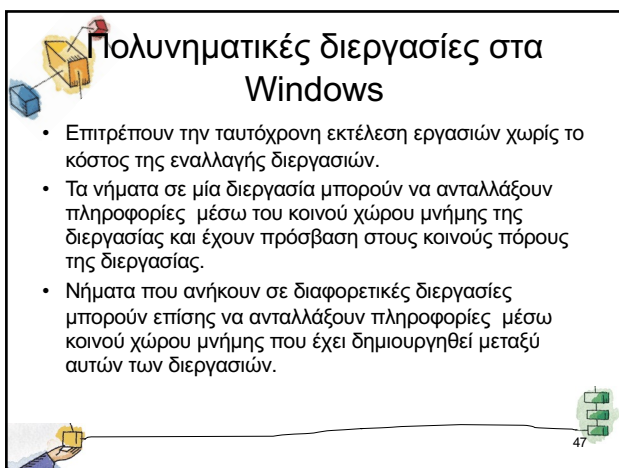 Πολυνηματικές διεργασίες στα
Windows
• Επιτρέπουν την ταυτόχρονη εκτέλεση εργασιών χωρίς το
κόστος της εναλλαγής διεργασιών.
• Τα νήματα σε μία διεργασία μπορούν να ανταλλάξουν
πληροφορίες μέσω του κοινού χώρου μνήμης της
διεργασίας και έχουν πρόσβαση στους κοινούς πόρους
της διεργασίας.
• Νήματα που ανήκουν σε διαφορετικές διεργασίες
μπορούν επίσης να ανταλλάξουν πληροφορίες μέσω
κοινού χώρου μνήμης που έχει δημιουργηθεί μεταξύ
αυτών των διεργασιών.
47